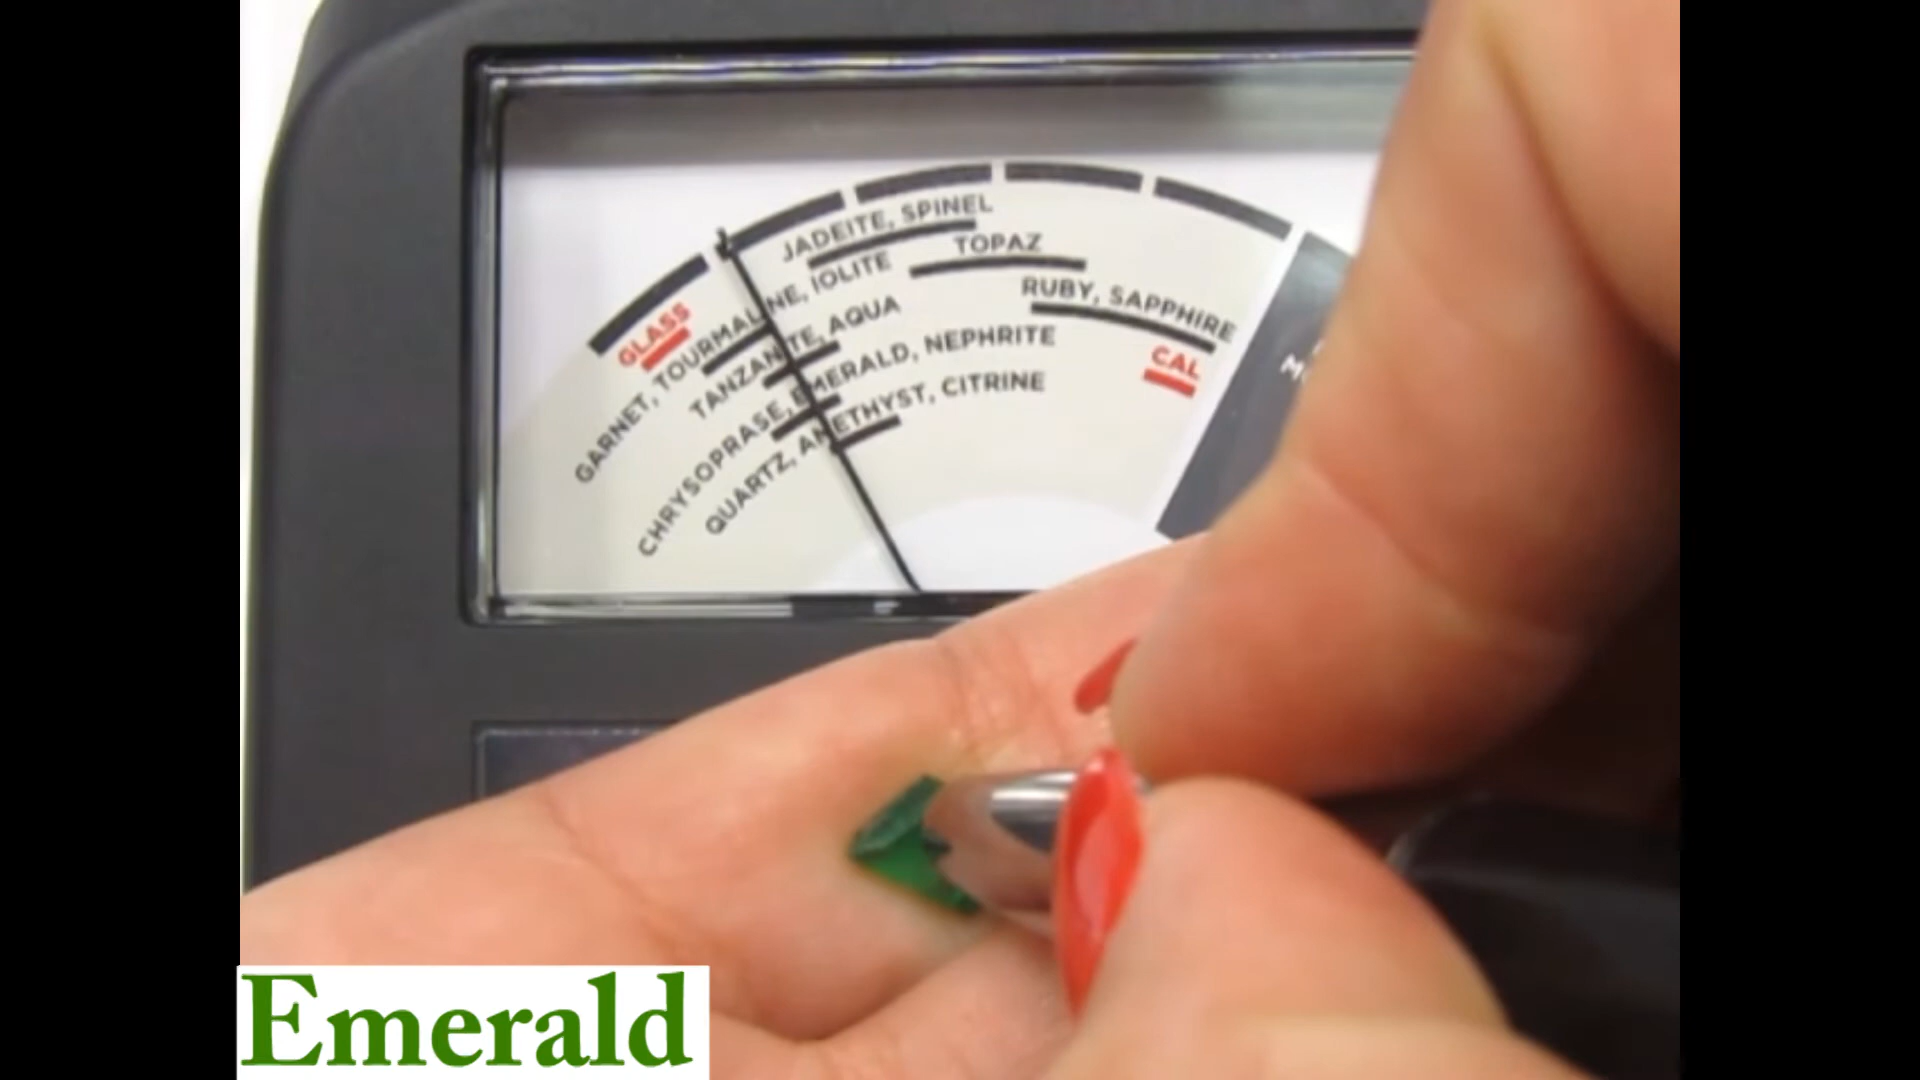 JADEITE, SPINEL
TOPAZ
RUBY, SAPPHIRE
CAL
GLASS
GARNET, TOURMALINE, IOLITE
TANZANITE, AQUA
CHRYSOPRASE, EMERALD, NEPHRITE
QUARTZ, AMETHYST, CITRINE
Emerald